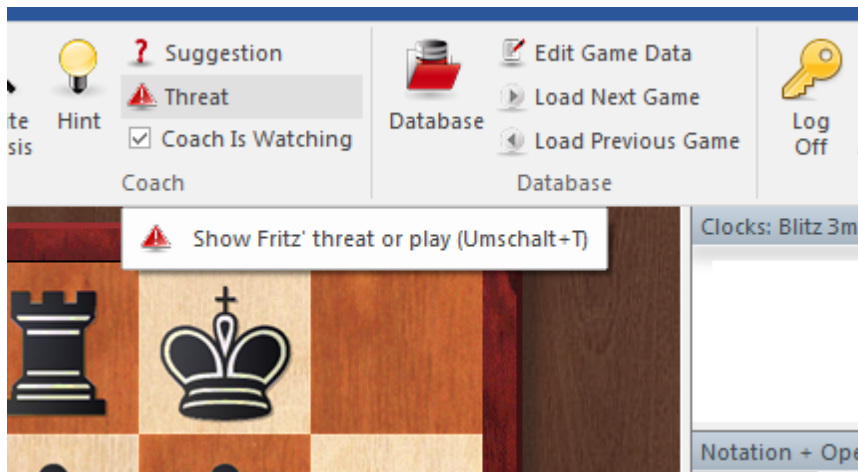 Suggestion
Threat
Hint
Coach Is Watching
Coach
Database
Edit Game Data
Load Next Game
Load Previous Game
Database
Log
Off
Show Fritz' threat or play (Umschalt+T)
Clocks: Blitz 3m
Notation + Ope